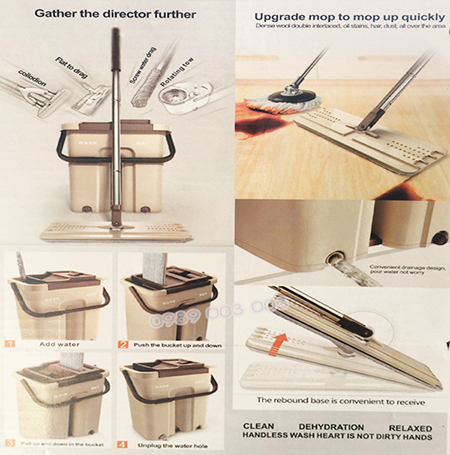 Gather the director further
collodion
Flat to drag
Screw water drag
Rotating tow
1 Add water
2 Push the bucket up and down
3 Pull up and down in the bucket
4 Unplug the water hole
0989 003 003
Upgrade mop to mop up quickly
Dense wool double interlaced, oil stains, hair, dust, all over the area
Convenient drainage design,
pour water not worry
The rebound base is convenient to receive
CLEAN DEHYDRATION RELAXED
HANDLESS WASH HEART IS NOT DIRTY HANDS